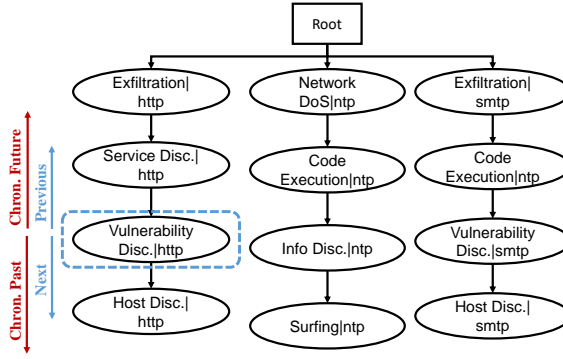 Root
Exfiltration|
http
Network
DoS|ntp
Exfiltration|
smtp
Service Disc.|
http
Code
Execution|ntp
Code
Execution|ntp
Vulnerability
Disc.|http
Info Disc.|ntp
Vulnerability
Disc.|smtp
Host Disc.|
http
Surfing|ntp
Host Disc.|
smtp
Chron. Future
Previous
Chron. Past
Next